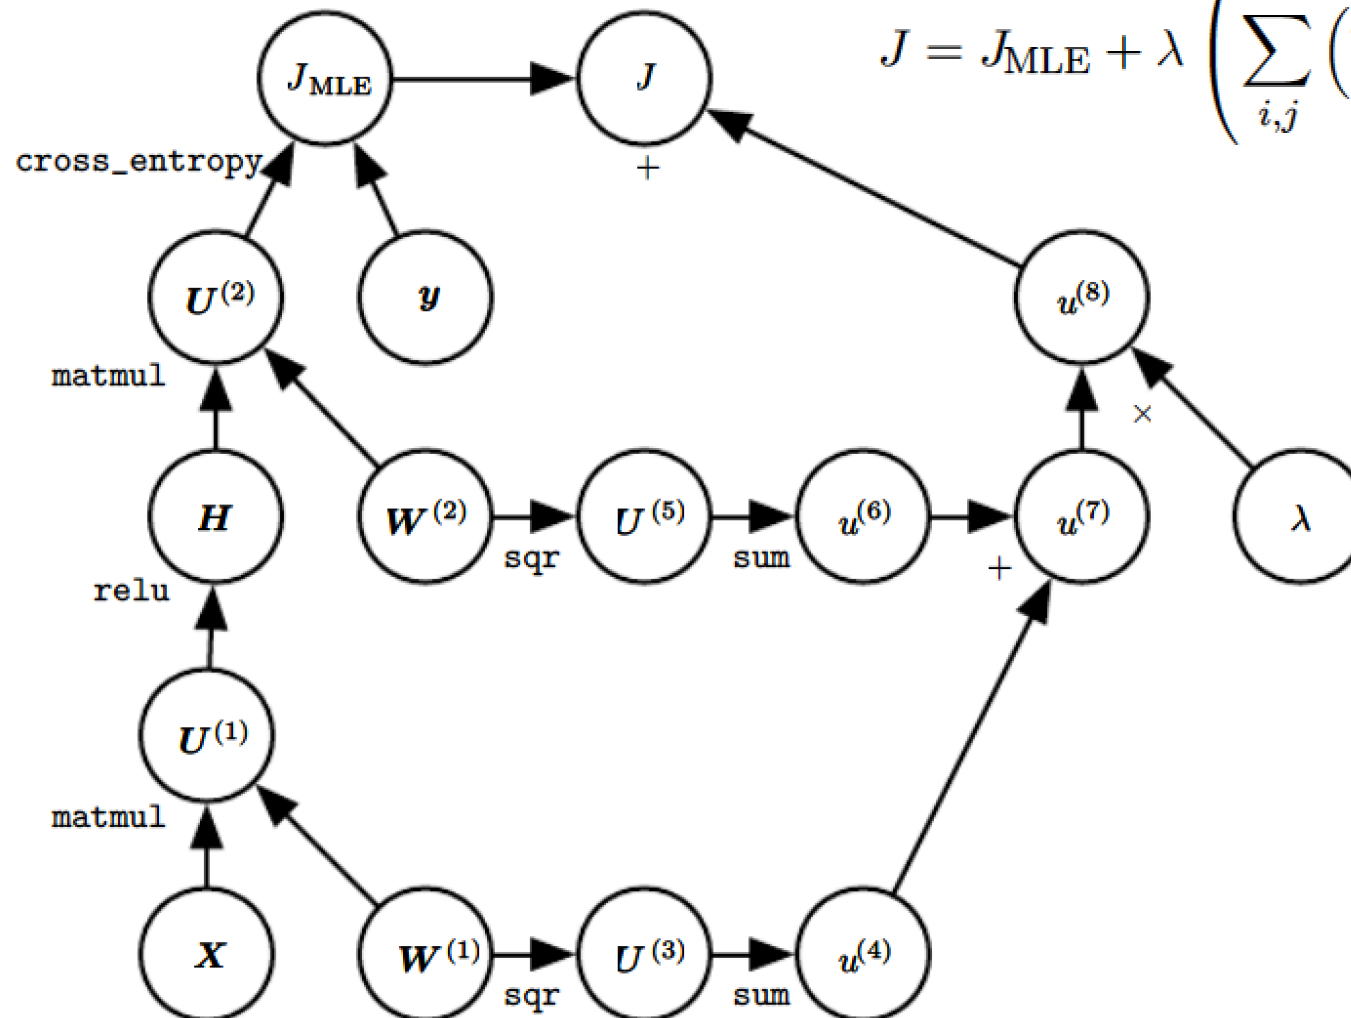 J_MLE
J
J = J_MLE + λ ( ∑_{i,j} (
cross_entropy
+
U^(2)
y
u^(8)
matmul
×
H
W^(2)
U^(5)
u^(6)
u^(7)
λ
sqr
sum
+
relu
U^(1)
matmul
X
W^(1)
U^(3)
u^(4)
sqr
sum